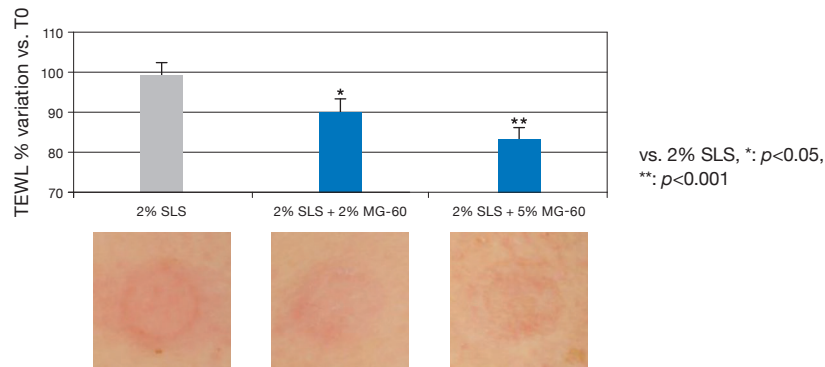 TEWL % variation vs. T0
110
100
90
80
70
*
**
2% SLS
2% SLS + 2% MG-60
2% SLS + 5% MG-60
vs. 2% SLS, *: p<0.05,
**: p<0.001